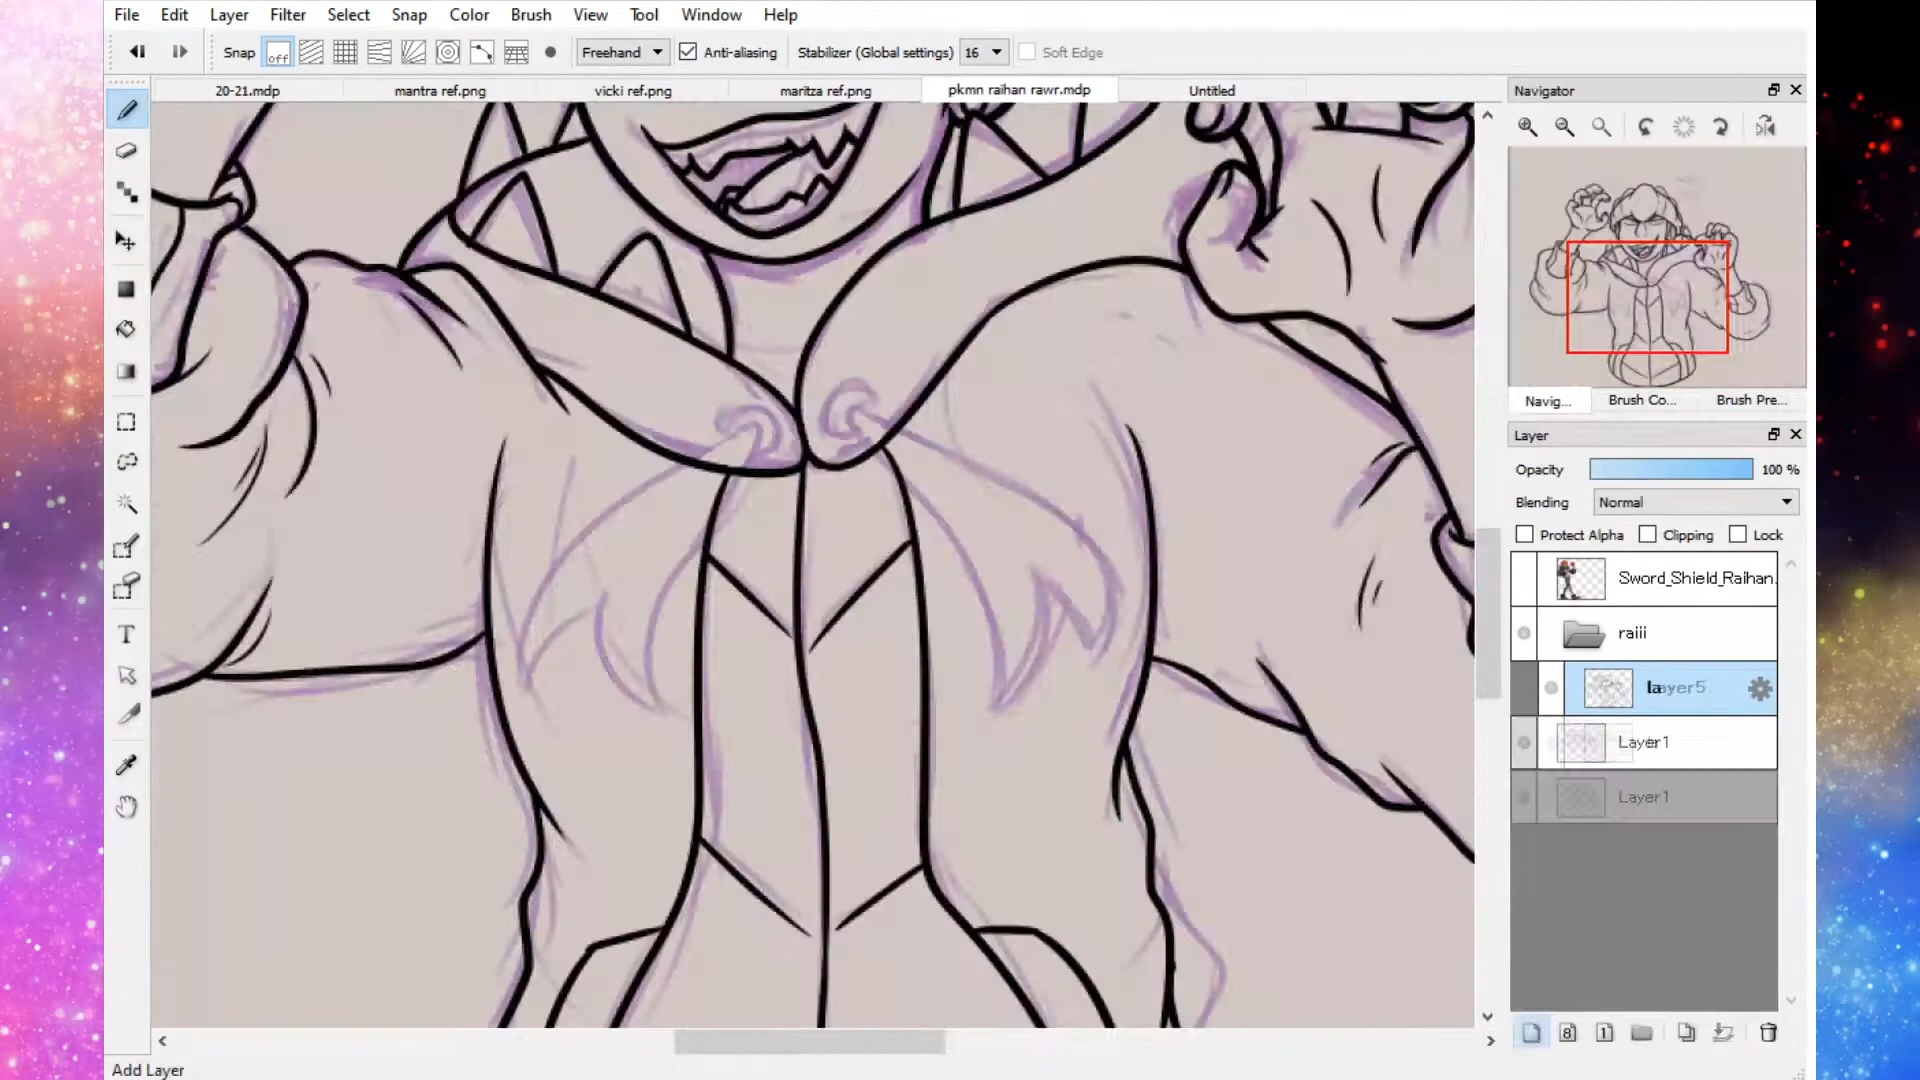 File Edit Layer Filter Select Snap Color Brush View Tool Window Help
Snap off Freehand Anti-aliasing Stabilizer (Global settings) 16 Soft Edge
20-21.mdp mantra ref.png vicki ref.png maritza ref.png pkmn raihan rawr.mdp Untitled
Navigator
Navig... Brush Co... Brush Pre...
Layer
Opacity 100 %
Blending Normal
Protect Alpha Clipping Lock
Sword_Shield_Raihan.
raiii
Layer1
Layer1
T
8 1
Add Layer